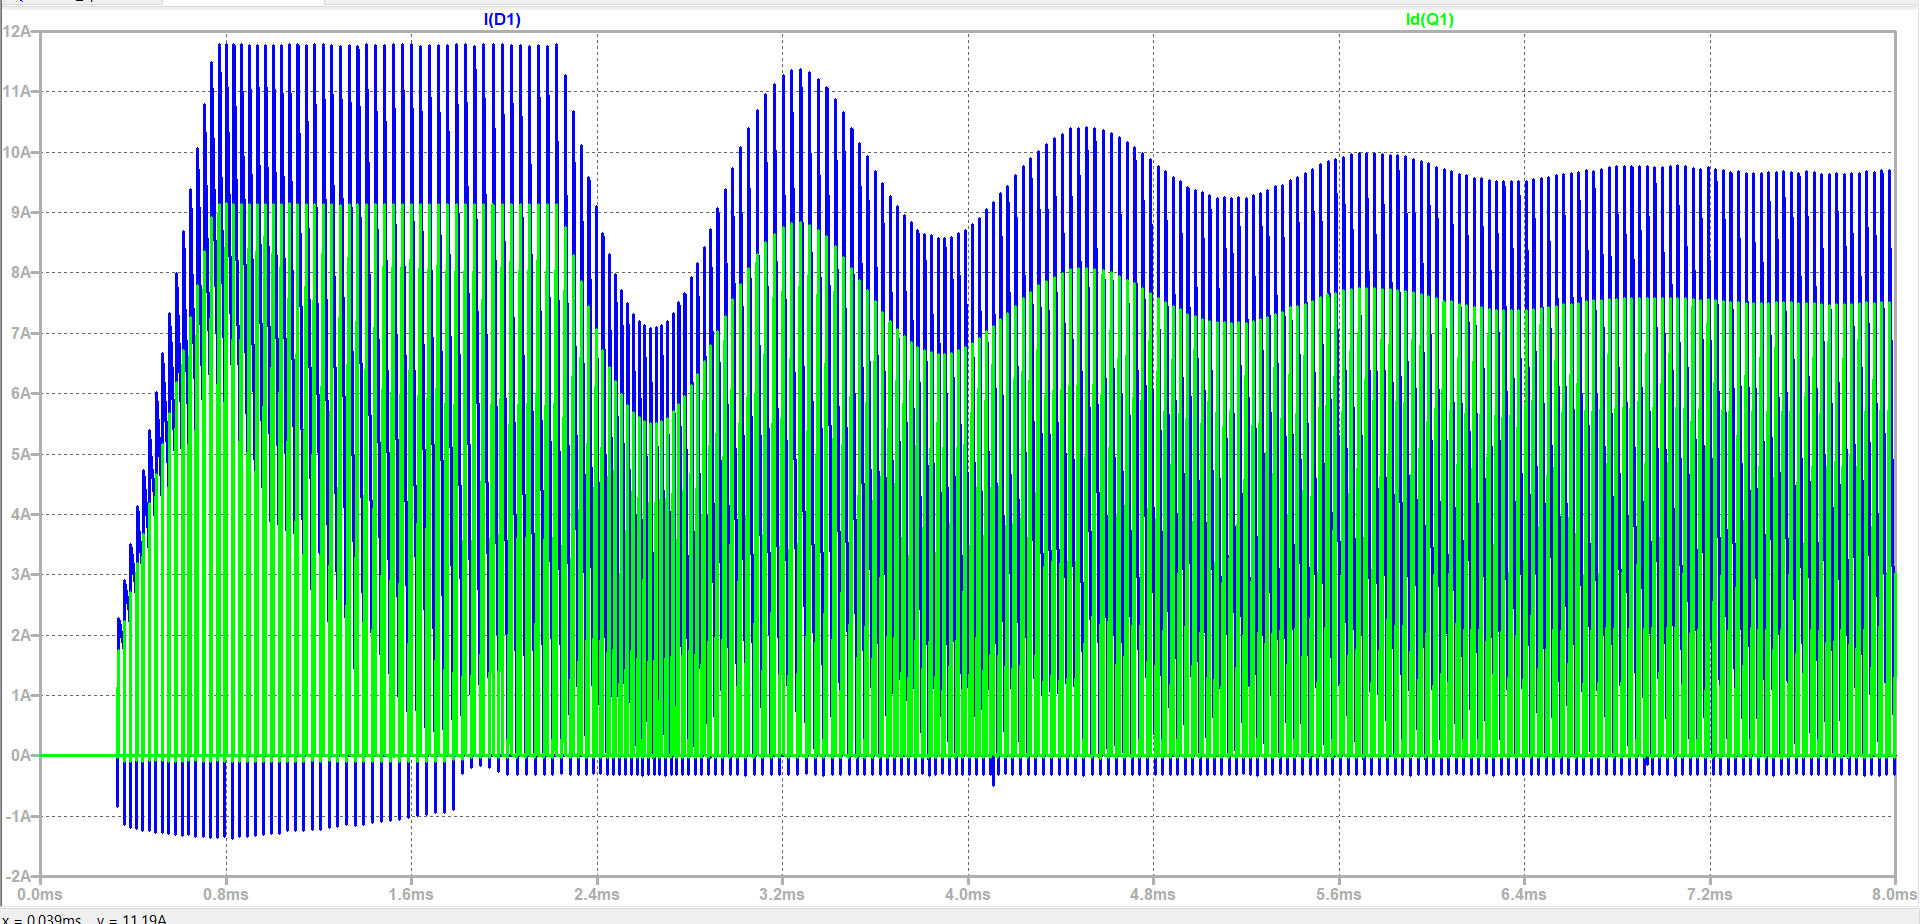 I(D1) Id(Q1)
12A
11A
10A
9A
8A
7A
6A
5A
4A
3A
2A
1A
0A
-1A
-2A
0.0ms 0.8ms 1.6ms 2.4ms 3.2ms 4.0ms 4.8ms 5.6ms 6.4ms 7.2ms 8.0ms
x = 0.039ms y = 11.19A